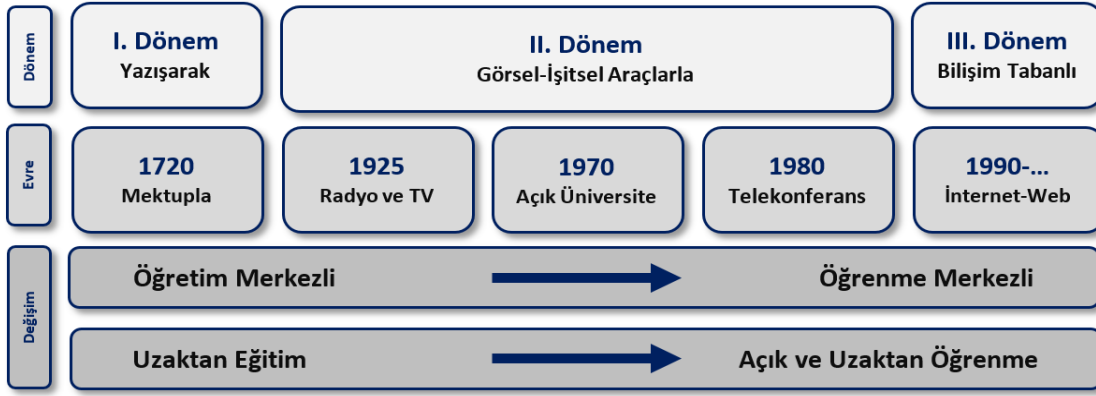 Dönem
I. Dönem
Yazışarak
II. Dönem
Görsel-İşitsel Araçlarla
III. Dönem
Bilişim Tabanlı
Evre
1720
Mektupla
1925
Radyo ve TV
1970
Açık Üniversite
1980
Telekonferans
1990-...
İnternet-Web
Değişim
Öğretim Merkezli
Öğrenme Merkezli
Uzaktan Eğitim
Açık ve Uzaktan Öğrenme